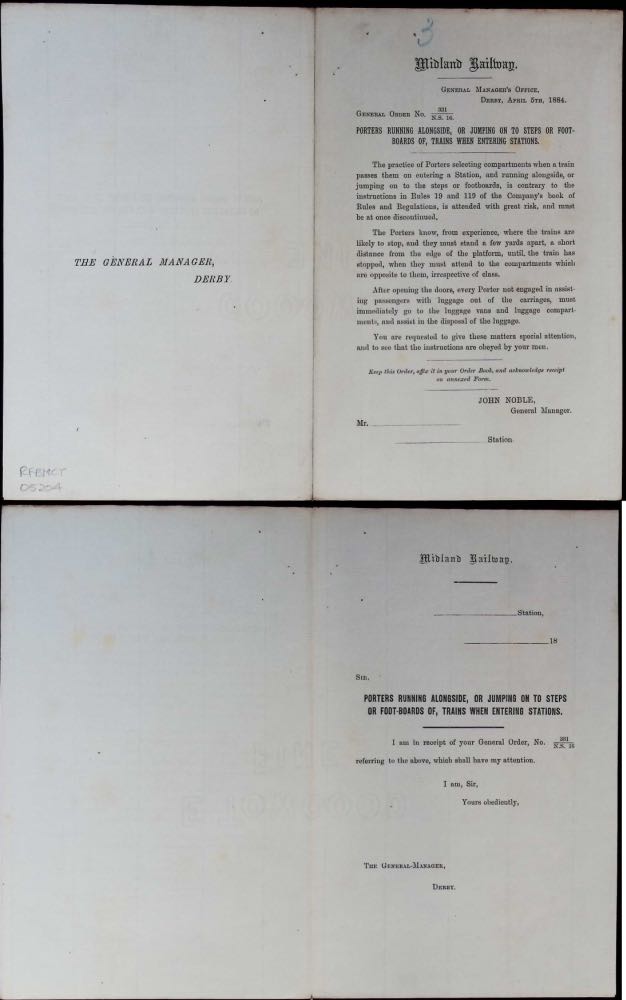 THE GENERAL MANAGER,
DERBY
RFBMCT
05204
3
Midland Railway.
GENERAL MANAGER'S OFFICE,
DERBY, APRIL 5TH, 1884.
GENERAL ORDER NO. 331
N.S. 16.
PORTERS RUNNING ALONGSIDE, OR JUMPING ON TO STEPS OR FOOT-
BOARDS OF, TRAINS WHEN ENTERING STATIONS.
The practice of Porters selecting compartments when a train
passes them on entering a Station, and running alongside, or
jumping on to the steps or footboards, is contrary to the
instructions in Rules 19 and 119 of the Company's book of
Rules and Regulations, is attended with great risk, and must
be at once discontinued.
The Porters know, from experience, where the trains are
likely to stop, and they must stand a few yards apart, a short
distance from the edge of the platform, until the train has
stopped, when they must attend to the compartments which
are opposite to them, irrespective of class.
After opening the doors, every Porter not engaged in assist-
ing passengers with luggage out of the carriages, must
immediately go to the luggage vans and luggage compart-
ments, and assist in the disposal of the luggage.
You are requested to give these matters special attention,
and to see that the instructions are obeyed by your men.
Keep this Order, affix it in your Order Book, and acknowledge receipt
on annexed Form.
JOHN NOBLE,
General Manager.
Mr.
Station
Midland Railway.
Station,
18
SIR,
PORTERS RUNNING ALONGSIDE, OR JUMPING ON TO STEPS
OR FOOT-BOARDS OF, TRAINS WHEN ENTERING STATIONS.
I am in receipt of your General Order, No. 331
N.S. 16
referring to the above, which shall have my attention.
I am, Sir,
Yours obediently,
THE GENERAL-MANAGER,
DERBY.